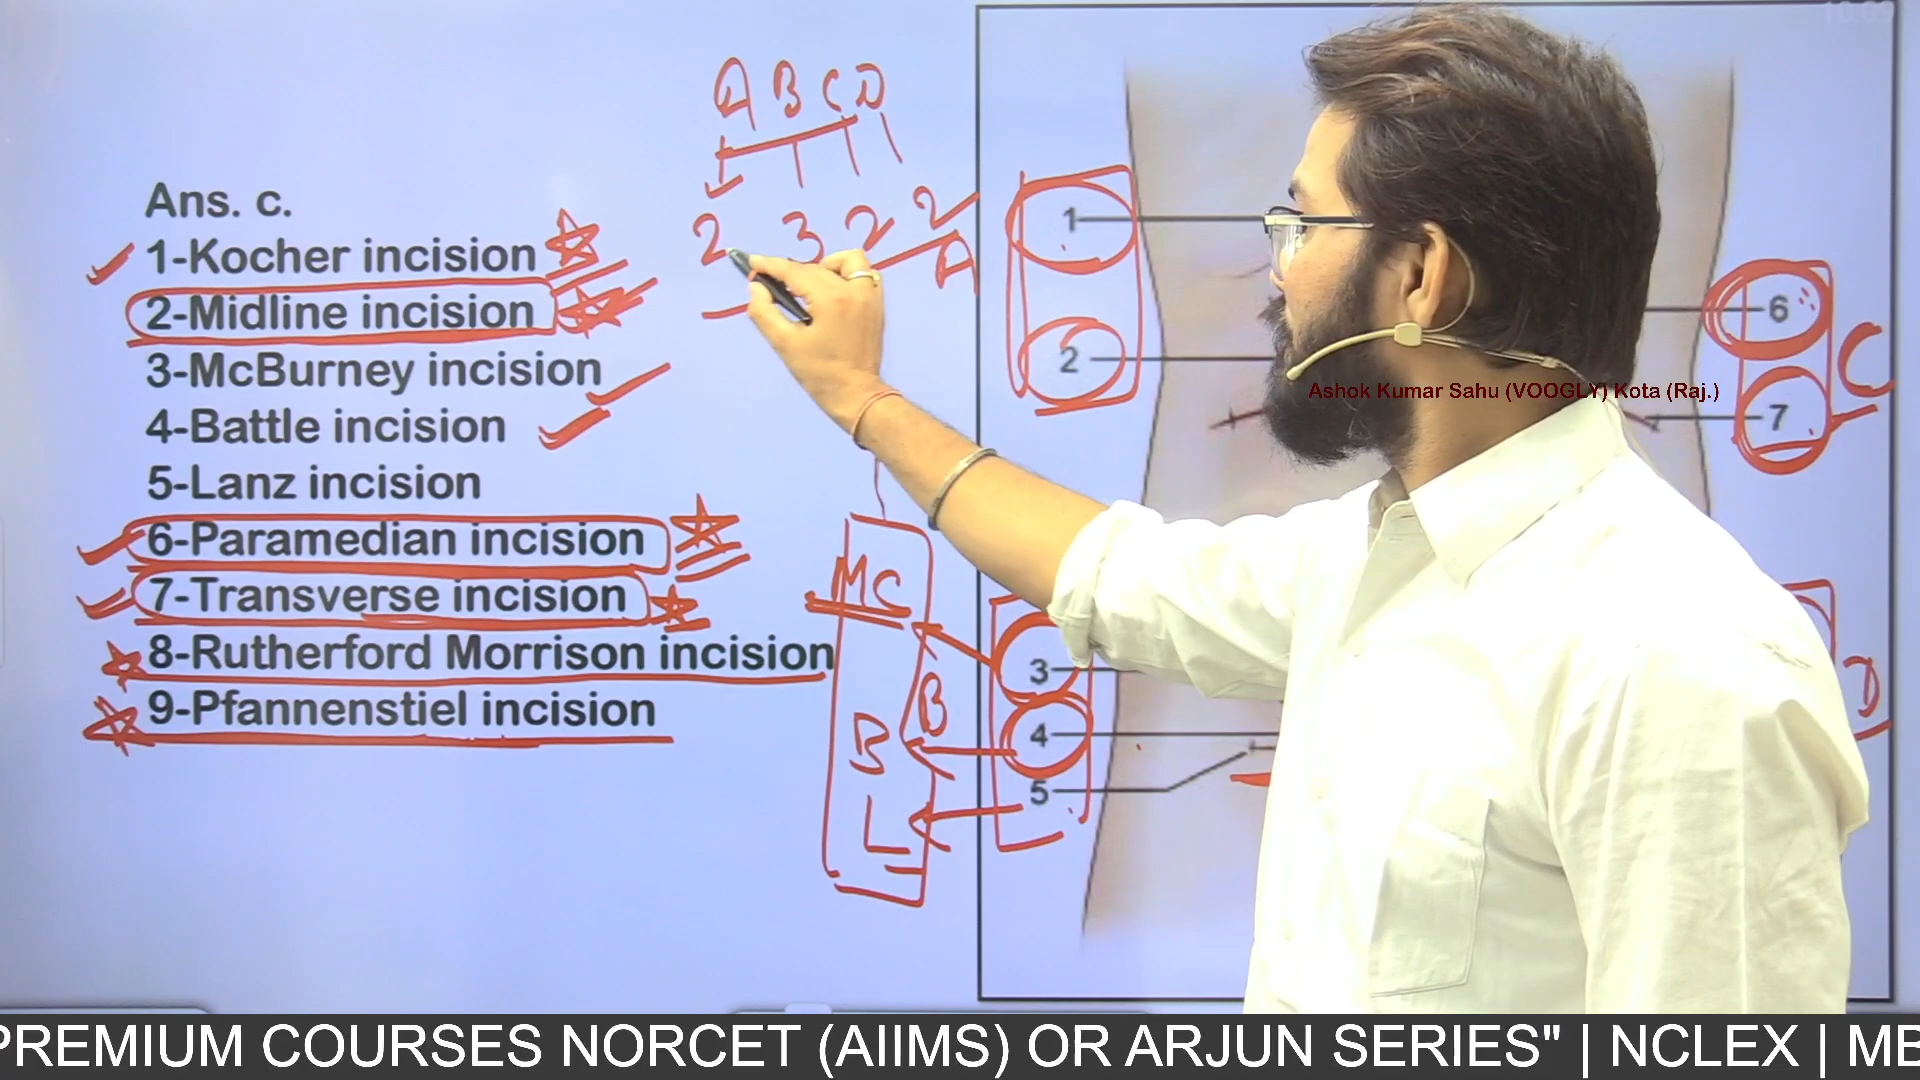 A B C D
2 3 2 2
A
Ans. c.
1-Kocher incision
2-Midline incision
3-McBurney incision
4-Battle incision
5-Lanz incision
6-Paramedian incision
7-Transverse incision
8-Rutherford Morrison incision
9-Pfannenstiel incision
MC
B
B
L
1
2
3
4
5
6
7
C
D
Ashok Kumar Sahu (VOOGLY) Kota (Raj.)
PREMIUM COURSES NORCET (AIIMS) OR ARJUN SERIES" | NCLEX | MB